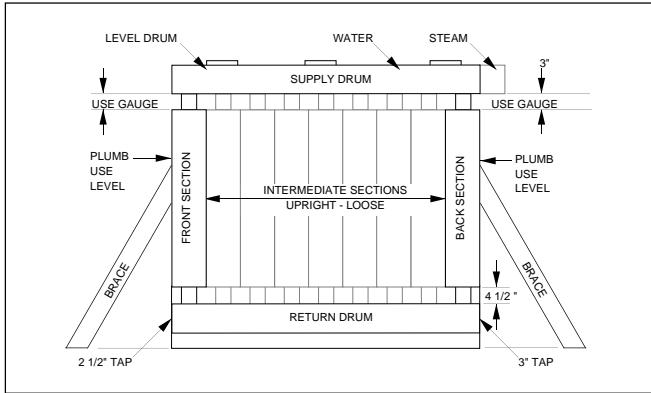 LEVEL DRUM
WATER
STEAM
SUPPLY DRUM
3"
USE GAUGE
USE GAUGE
PLUMB
USE
LEVEL
FRONT SECTION
INTERMEDIATE SECTIONS
UPRIGHT - LOOSE
BACK SECTION
PLUMB
USE
LEVEL
BRACE
BRACE
4 1/2 "
RETURN DRUM
2 1/2" TAP
3" TAP